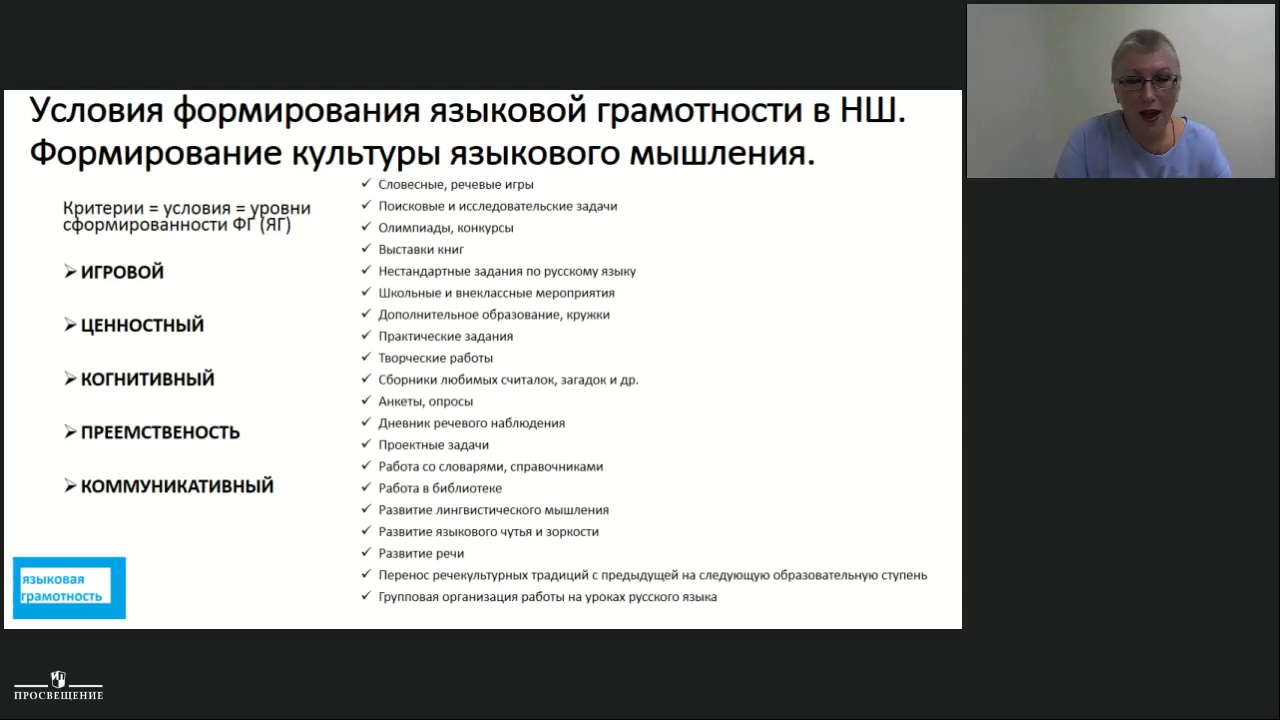 Условия формирования языковой грамотности в НШ.
Формирование культуры языкового мышления.
Критерии = условия = уровни
сформированности ФГ (ЯГ)
ИГРОВОЙ
ЦЕННОСТНЫЙ
КОГНИТИВНЫЙ
ПРЕЕМСТВЕНОСТЬ
КОММУНИКАТИВНЫЙ
Словесные, речевые игры
Поисковые и исследовательские задачи
Олимпиады, конкурсы
Выставки книг
Нестандартные задания по русскому языку
Школьные и внеклассные мероприятия
Дополнительное образование, кружки
Практические задания
Творческие работы
Сборники любимых считалок, загадок и др.
Анкеты, опросы
Дневник речевого наблюдения
Проектные задачи
Работа со словарями, справочниками
Работа в библиотеке
Развитие лингвистического мышления
Развитие языкового чутья и зоркости
Развитие речи
Перенос речекультурных традиций с предыдущей на следующую образовательную ступень
Групповая организация работы на уроках русского языка
языковая
грамотность
ПРОСВЕЩЕНИЕ